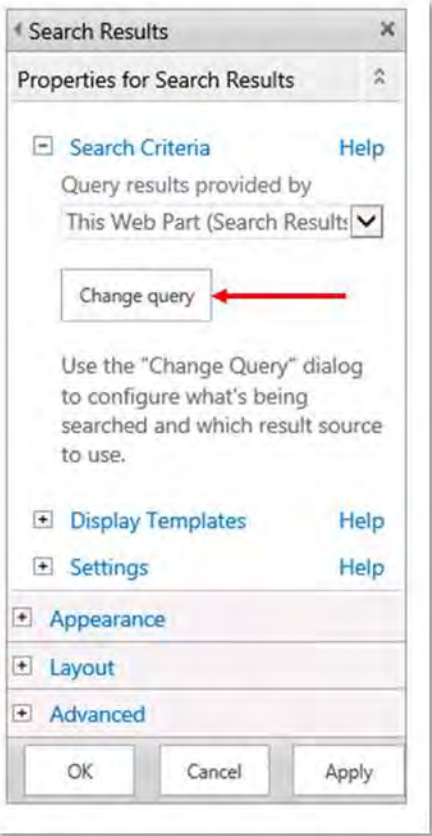 Search Results
Properties for Search Results
Search Criteria Help
Query results provided by
This Web Part (Search Results
Change query
Use the "Change Query" dialog
to configure what's being
searched and which result source
to use.
Display Templates Help
Settings Help
Appearance
Layout
Advanced
OK Cancel Apply